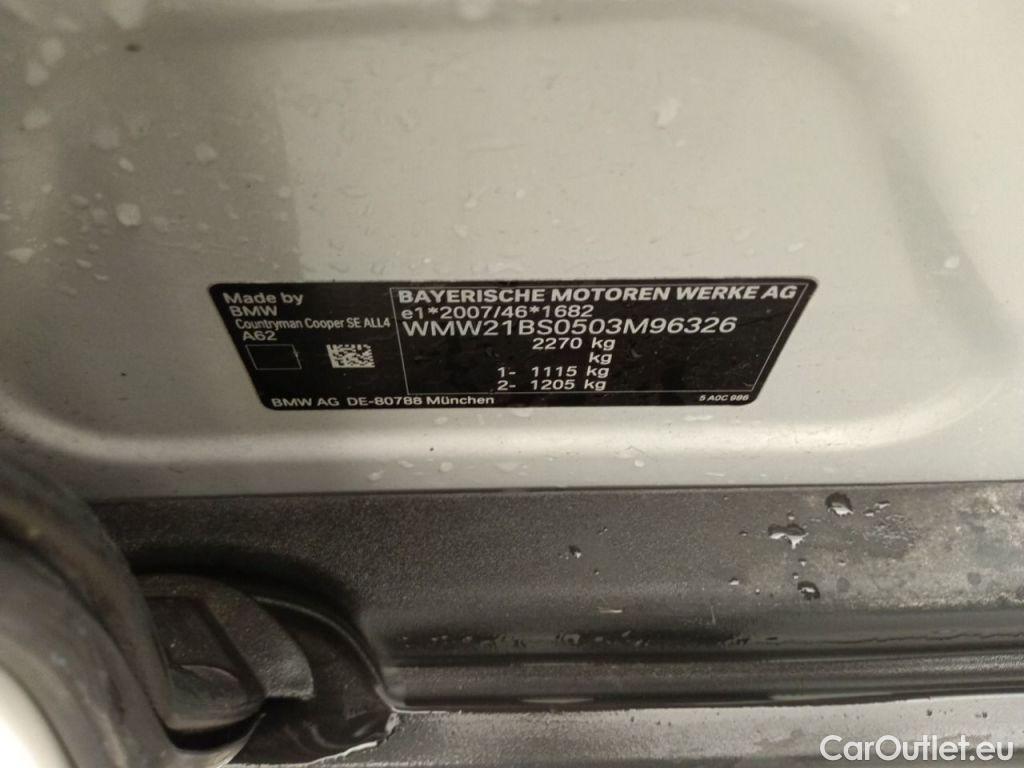 Made by
BMW
Countryman Cooper SE ALL4
A62
BAYERISCHE MOTOREN WERKE AG
e1*2007/46*1682
WMW21BS0503M96326
2270 kg
kg
1- 1115 kg
2- 1205 kg
BMW AG DE-80788 München
5 A0C 986
CarOutlet.eu